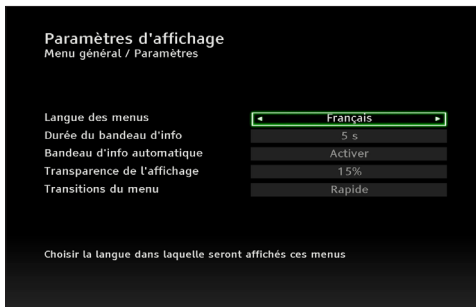 Paramètres d'affichage
Menu général / Paramètres
Langue des menus Français
Durée du bandeau d'info 5 s
Bandeau d'info automatique Activer
Transparence de l'affichage 15%
Transitions du menu Rapide
Choisir la langue dans laquelle seront affichés ces menus